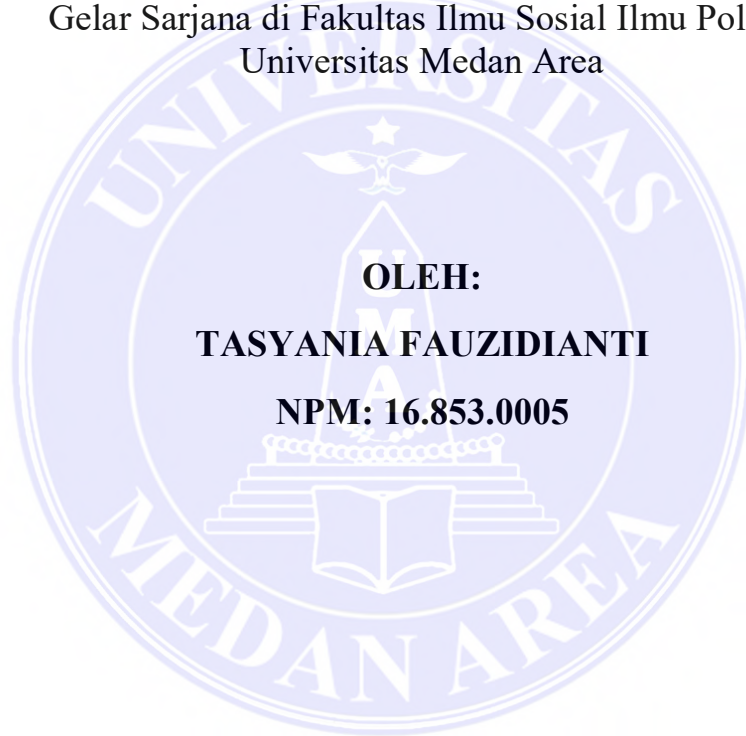 Gelar Sarjana di Fakultas Ilmu Sosial Ilmu Pol
Universitas Medan Area
UNIVERSITAS
UMA
OLEH:
TASYANIA FAUZIDIANTI
NPM: 16.853.0005
MEDAN AREA